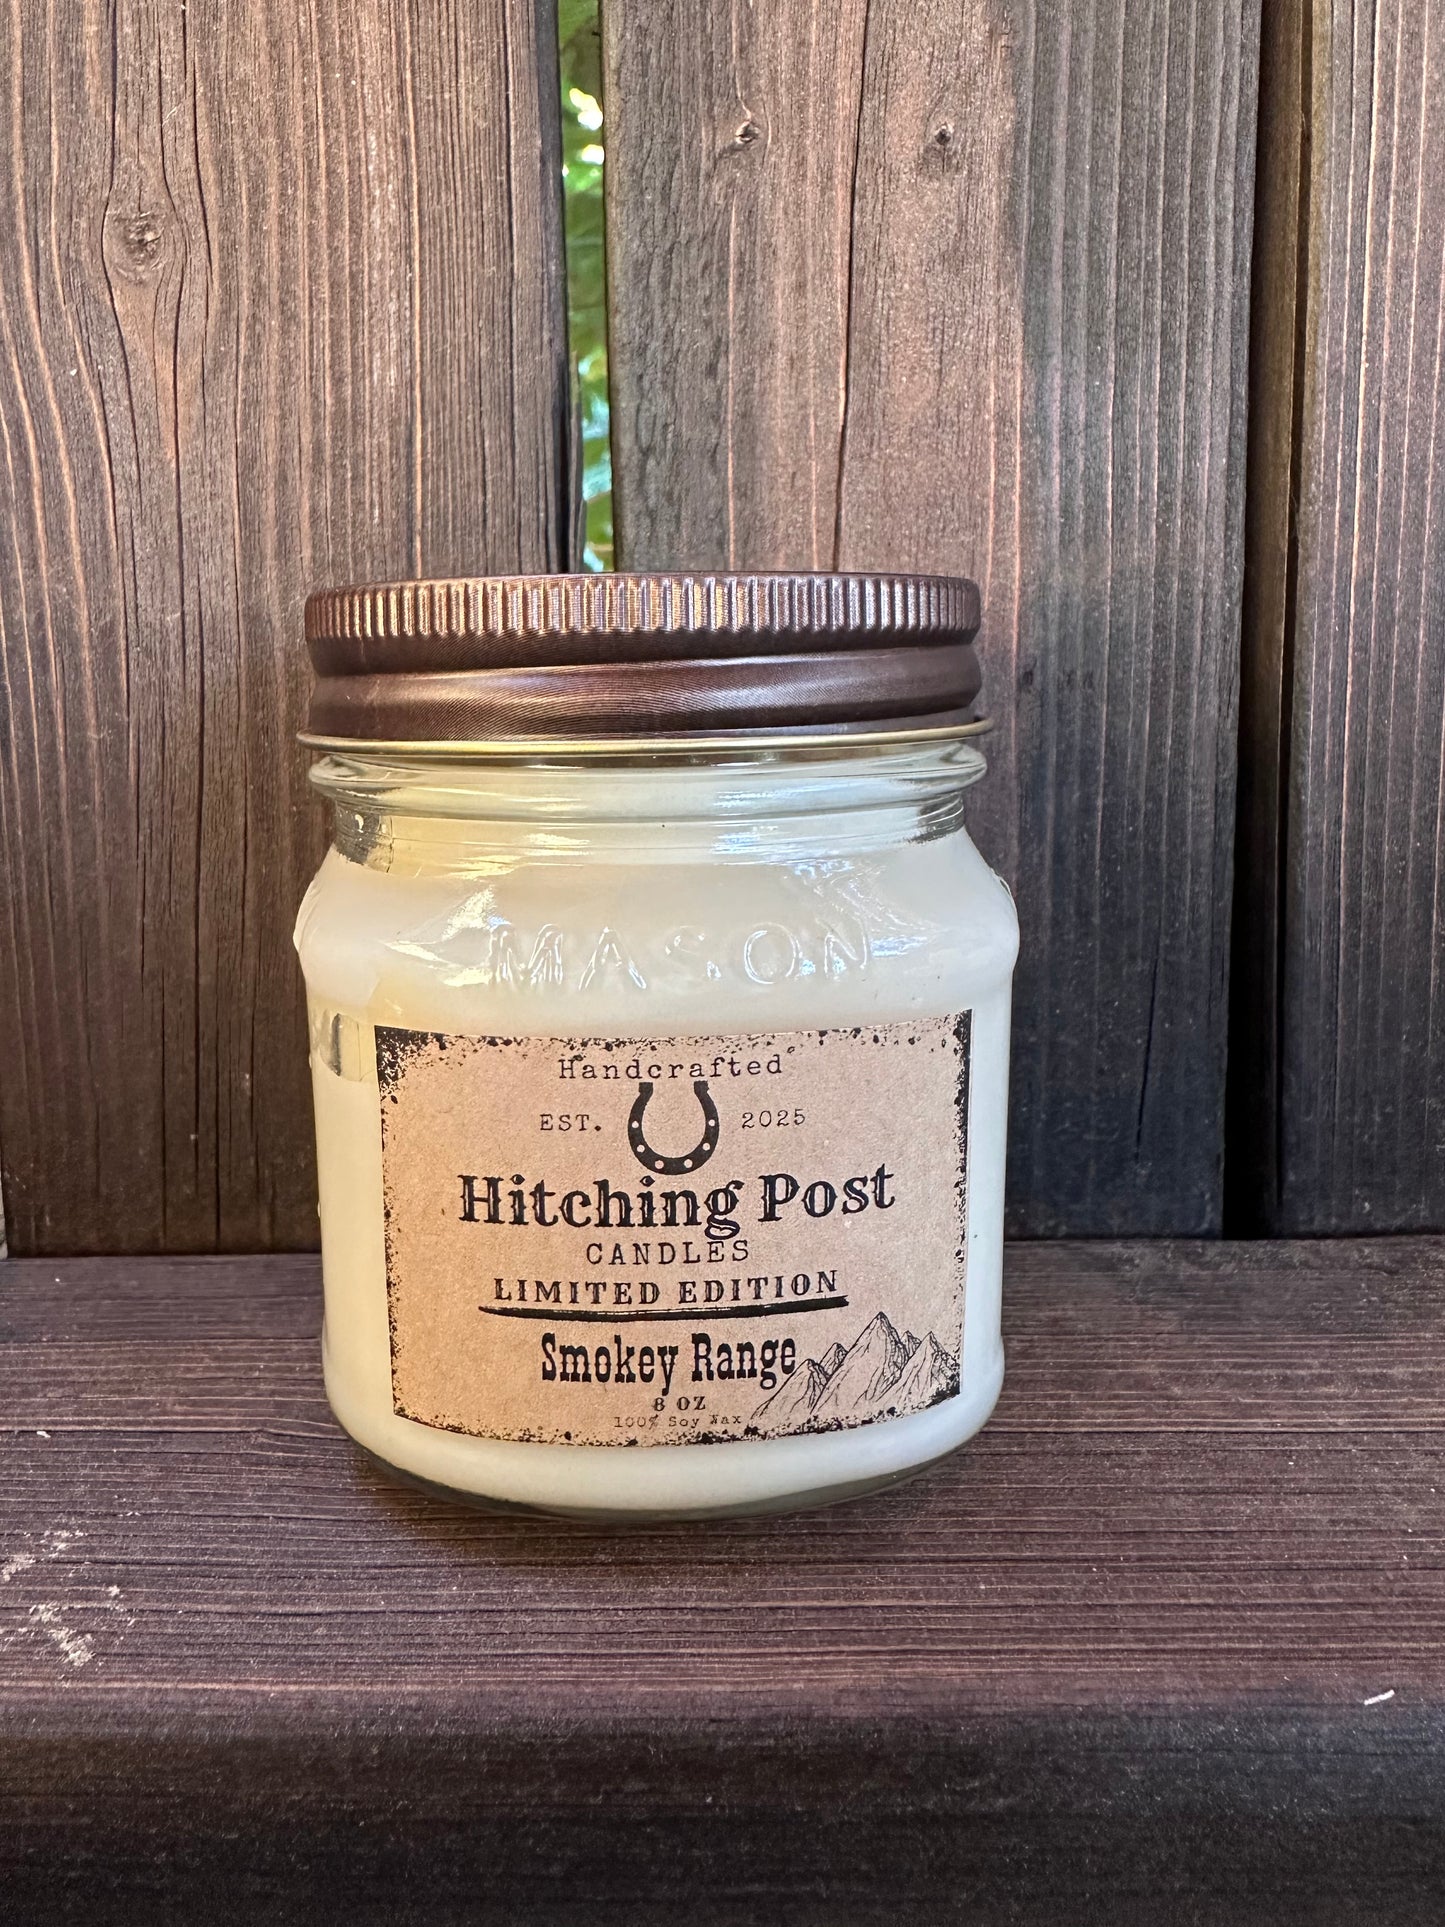 MASON
Handcrafted
EST. 2025
Hitching Post
CANDLES
LIMITED EDITION
Smokey Range
8 OZ
100% Soy Wax